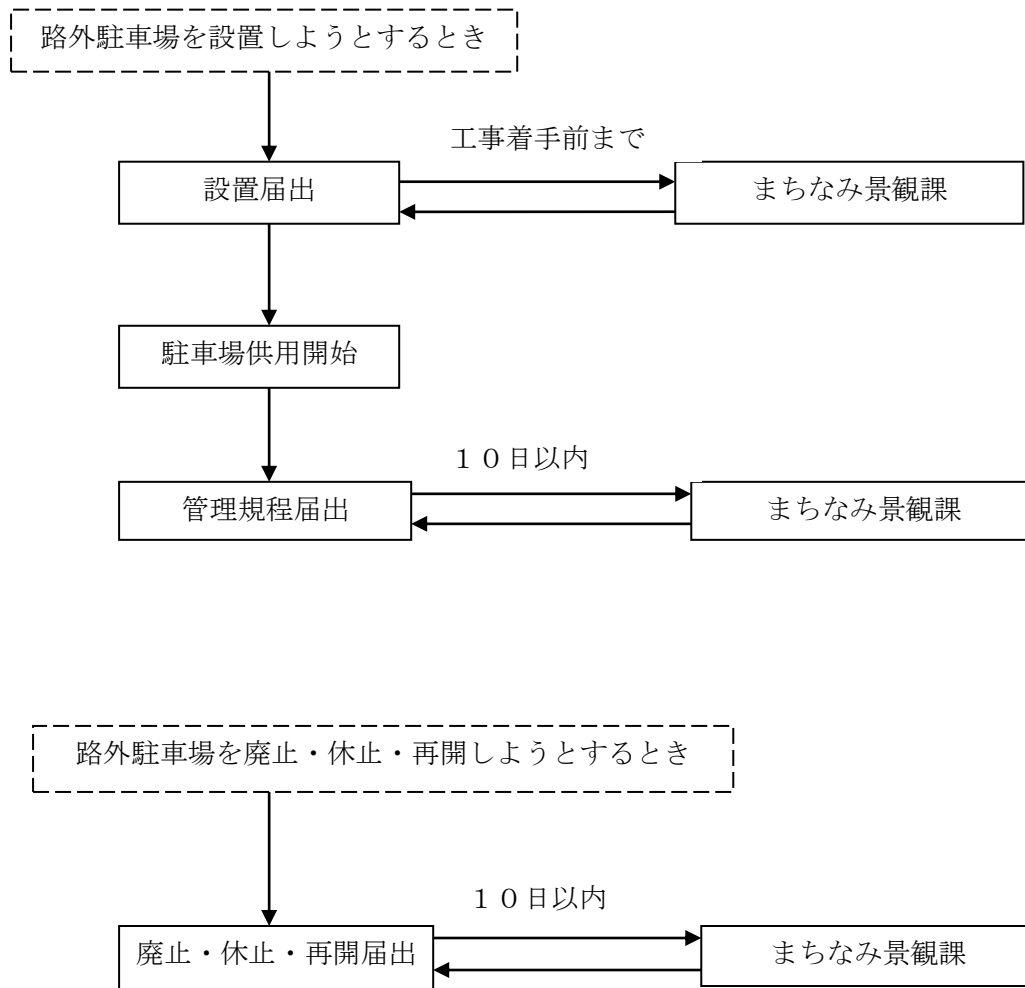 路外駐車場を設置しようとするとき
工事着手前まで
設置届出
まちなみ景観課
駐車場供用開始
１０日以内
管理規程届出
まちなみ景観課
路外駐車場を廃止・休止・再開しようとするとき
１０日以内
廃止・休止・再開届出
まちなみ景観課